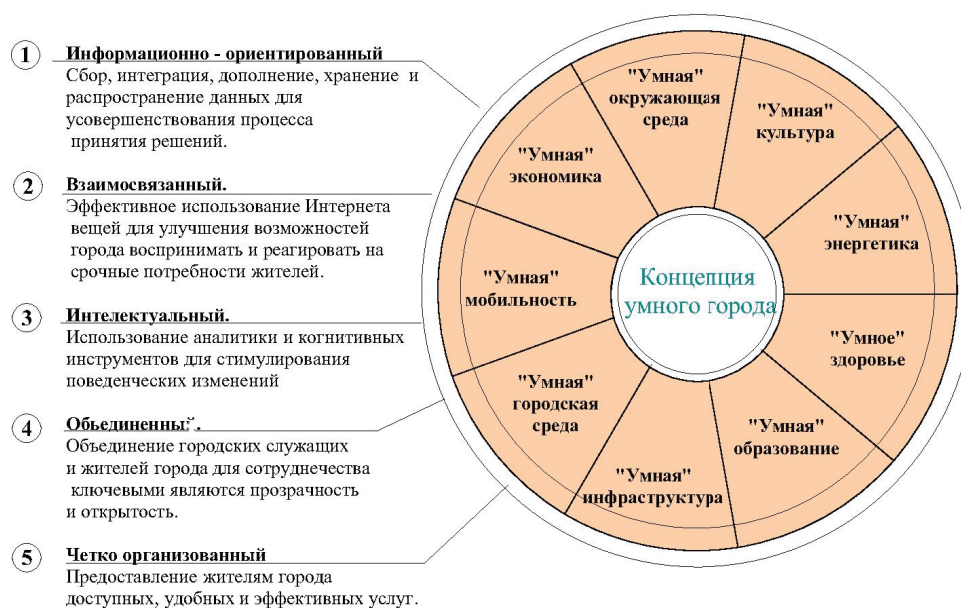 1 Информационно - ориентированный
Сбор, интеграция, дополнение, хранение и
распространение данных для
усовершенствования процесса
принятия решений.
2 Взаимосвязанный.
Эффективное использование Интернета
вещей для улучшения возможностей
города воспринимать и реагировать на
срочные потребности жителей.
3 Интелектуальный.
Использование аналитики и когнитивных
инструментов для стимулирования
поведенческих изменений
4 Обьединенный.
Объединение городских служащих
и жителей города для сотруднечества
ключевыми являются прозрачность
и открытость.
5 Четко организованный
Предоставление жителям города
доступных, удобных и эффективных услуг.
"Умная"
окружающая
среда
"Умная"
культура
"Умная"
энергетика
"Умное"
здоровье
"Умная"
образование
"Умная"
инфраструктура
"Умная"
городская
среда
"Умная"
мобильность
"Умная"
экономика
Концепция
умного города